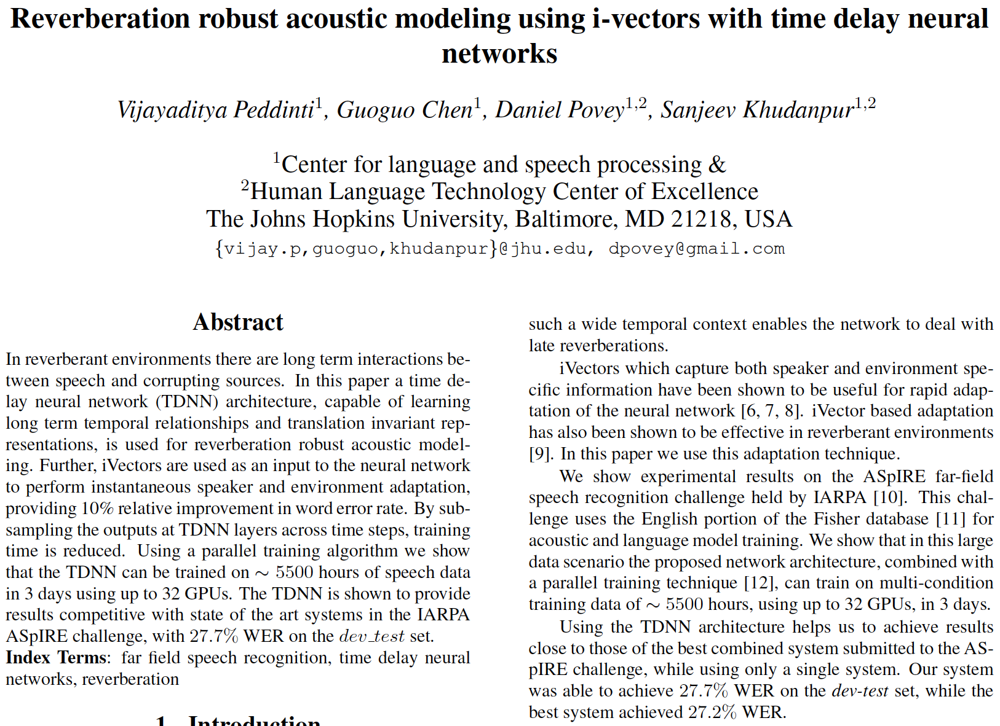 Reverberation robust acoustic modeling using i-vectors with time delay neural
networks
Vijayaditya Peddinti1, Guoguo Chen1, Daniel Povey1,2, Sanjeev Khudanpur1,2
1Center for language and speech processing &
2Human Language Technology Center of Excellence
The Johns Hopkins University, Baltimore, MD 21218, USA
{vijay.p,guoguo,khudanpur}@jhu.edu, dpovey@gmail.com
Abstract
In reverberant environments there are long term interactions be-
tween speech and corrupting sources. In this paper a time de-
lay neural network (TDNN) architecture, capable of learning
long term temporal relationships and translation invariant rep-
resentations, is used for reverberation robust acoustic model-
ing. Further, iVectors are used as an input to the neural network
to perform instantaneous speaker and environment adaptation,
providing 10% relative improvement in word error rate. By sub-
sampling the outputs at TDNN layers across time steps, training
time is reduced. Using a parallel training algorithm we show
that the TDNN can be trained on ∼ 5500 hours of speech data
in 3 days using up to 32 GPUs. The TDNN is shown to provide
results competitive with state of the art systems in the IARPA
ASpIRE challenge, with 27.7% WER on the dev_test set.
Index Terms: far field speech recognition, time delay neural
networks, reverberation
1. Introduction
such a wide temporal context enables the network to deal with
late reverberations.
iVectors which capture both speaker and environment spe-
cific information have been shown to be useful for rapid adap-
tation of the neural network [6, 7, 8]. iVector based adaptation
has also been shown to be effective in reverberant environments
[9]. In this paper we use this adaptation technique.
We show experimental results on the ASpIRE far-field
speech recognition challenge held by IARPA [10]. This chal-
lenge uses the English portion of the Fisher database [11] for
acoustic and language model training. We show that in this large
data scenario the proposed network architecture, combined with
a parallel training technique [12], can train on multi-condition
training data of ∼ 5500 hours, using up to 32 GPUs, in 3 days.
Using the TDNN architecture helps us to achieve results
close to those of the best combined system submitted to the AS-
pIRE challenge, while using only a single system. Our system
was able to achieve 27.7% WER on the dev-test set, while the
best system achieved 27.2% WER.